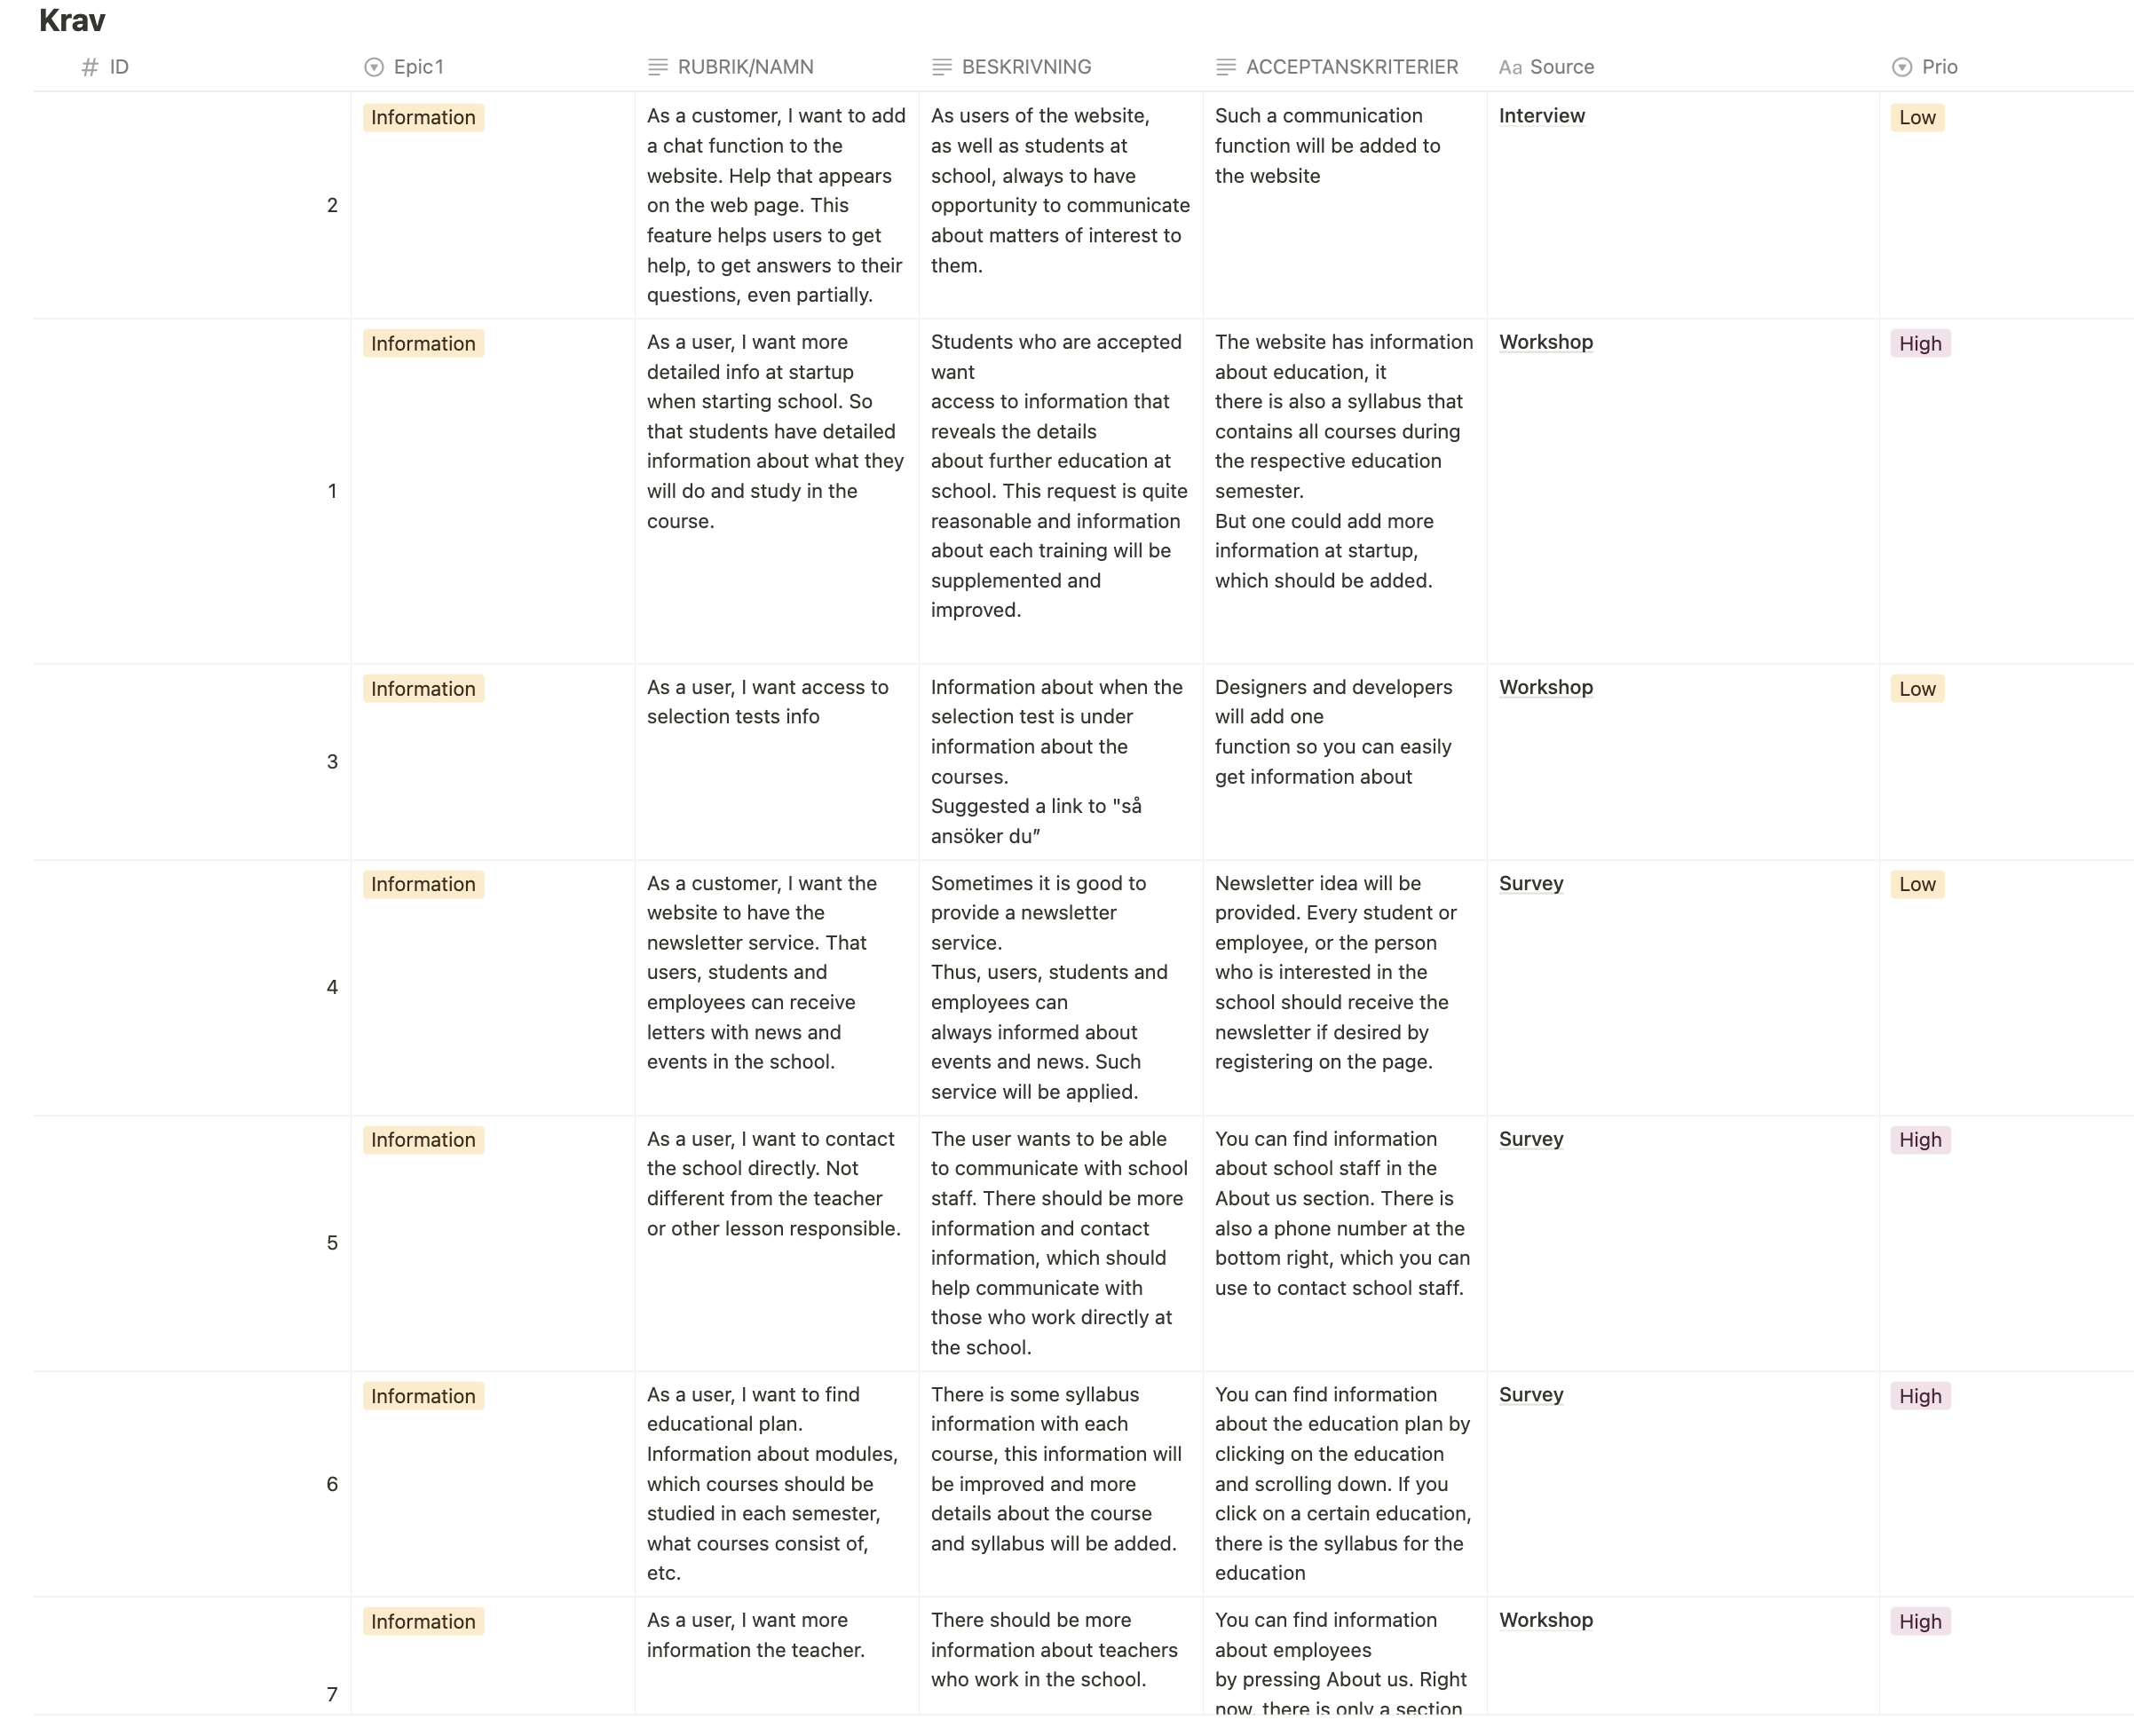 Krav
# ID
Epic1
RUBRIK/NAMN
BESKRIVNING
ACCEPTANSKRITERIER
Aa Source
Prio
2
Information
As a customer, I want to add
a chat function to the
website. Help that appears
on the web page. This
feature helps users to get
help, to get answers to their
questions, even partially.
As users of the website,
as well as students at
school, always to have
opportunity to communicate
about matters of interest to
them.
Such a communication
function will be added to
the website
Interview
Low
1
Information
As a user, I want more
detailed info at startup
when starting school. So
that students have detailed
information about what they
will do and study in the
course.
Students who are accepted
want
access to information that
reveals the details
about further education at
school. This request is quite
reasonable and information
about each training will be
supplemented and
improved.
The website has information
about education, it
there is also a syllabus that
contains all courses during
the respective education
semester.
But one could add more
information at startup,
which should be added.
Workshop
High
3
Information
As a user, I want access to
selection tests info
Information about when the
selection test is under
information about the
courses.
Suggested a link to "så
ansöker du”
Designers and developers
will add one
function so you can easily
get information about
Workshop
Low
4
Information
As a customer, I want the
website to have the
newsletter service. That
users, students and
employees can receive
letters with news and
events in the school.
Sometimes it is good to
provide a newsletter
service.
Thus, users, students and
employees can
always informed about
events and news. Such
service will be applied.
Newsletter idea will be
provided. Every student or
employee, or the person
who is interested in the
school should receive the
newsletter if desired by
registering on the page.
Survey
Low
5
Information
As a user, I want to contact
the school directly. Not
different from the teacher
or other lesson responsible.
The user wants to be able
to communicate with school
staff. There should be more
information and contact
information, which should
help communicate with
those who work directly at
the school.
You can find information
about school staff in the
About us section. There is
also a phone number at the
bottom right, which you can
use to contact school staff.
Survey
High
6
Information
As a user, I want to find
educational plan.
Information about modules,
which courses should be
studied in each semester,
what courses consist of,
etc.
There is some syllabus
information with each
course, this information will
be improved and more
details about the course
and syllabus will be added.
You can find information
about the education plan by
clicking on the education
and scrolling down. If you
click on a certain education,
there is the syllabus for the
education
Survey
High
7
Information
As a user, I want more
information the teacher.
There should be more
information about teachers
who work in the school.
You can find information
about employees
by pressing About us. Right
now, there is only a section
Workshop
High